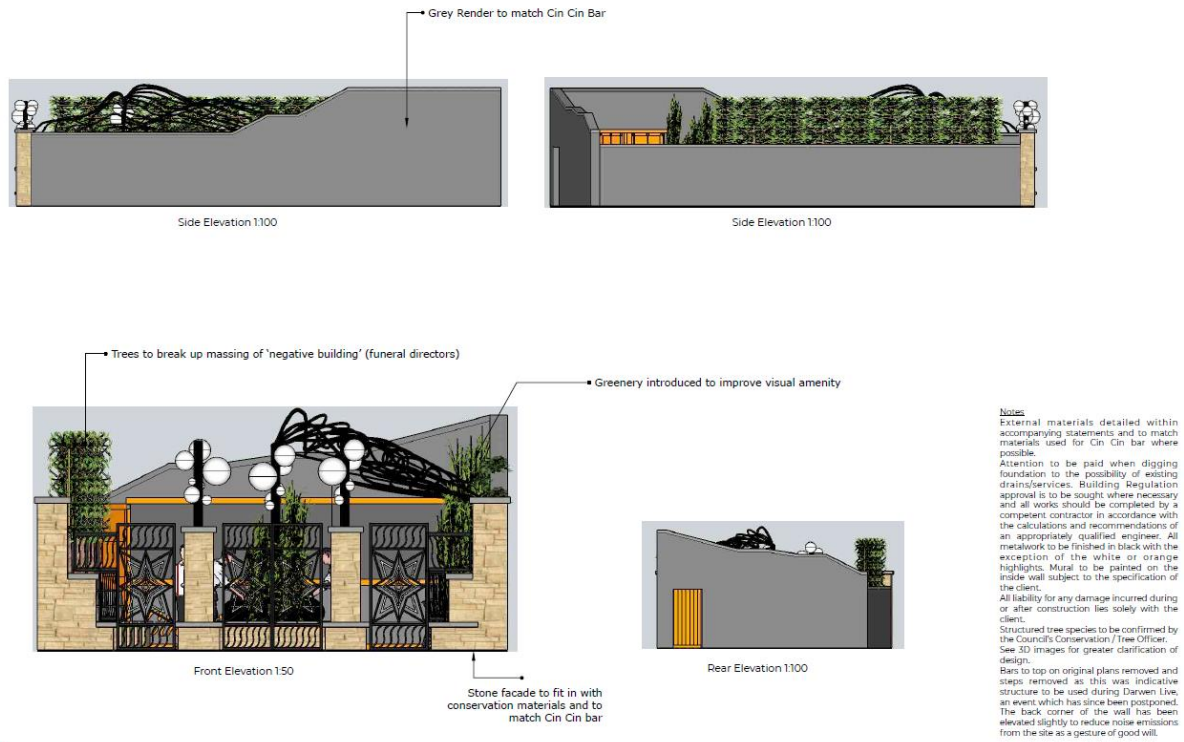 Grey Render to match Cin Cin Bar
Side Elevation 1:100
Side Elevation 1:100
Trees to break up massing of 'negative building' (funeral directors)
Greenery introduced to improve visual amenity
Front Elevation 1:50
Stone facade to fit in with
conservation materials and to
match Cin Cin bar
Rear Elevation 1:100
Notes
External materials detailed within
accompanying statements and to match
materials used for Cin Cin bar where
possible.
Attention to be paid when digging
foundation to the possibility of existing
drains/services. Building Regulation
approval is to be sought where necessary
and all works should be completed by a
competent contractor in accordance with
the calculations and recommendations of
an appropriately qualified engineer. All
metalwork to be finished in black with the
exception of the white or orange
highlights. Mural to be painted on the
inside wall subject to the specification of
the client.
All liability for any damage incurred during
or after construction lies solely with the
client.
Structured tree species to be confirmed by
the Council's Conservation / Tree Officer.
See 3D images for greater clarification of
design.
Bars to top on original plans removed and
steps removed as this was indicative
structure to be used during Darwen Live,
an event which has since been postponed.
The back corner of the wall has been
elevated slightly to reduce noise emissions
from the site as a gesture of good will.